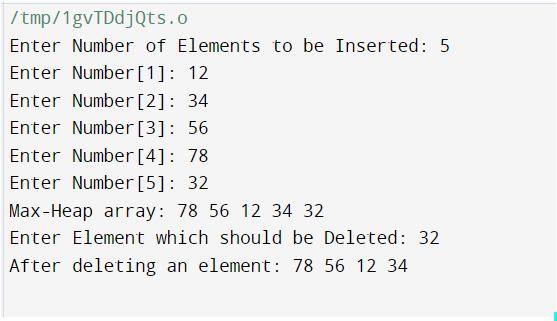 /tmp/1gvTDdjQts.o
Enter Number of Elements to be Inserted: 5
Enter Number[1]: 12
Enter Number[2]: 34
Enter Number[3]: 56
Enter Number[4]: 78
Enter Number[5]: 32
Max-Heap array: 78 56 12 34 32
Enter Element which should be Deleted: 32
After deleting an element: 78 56 12 34